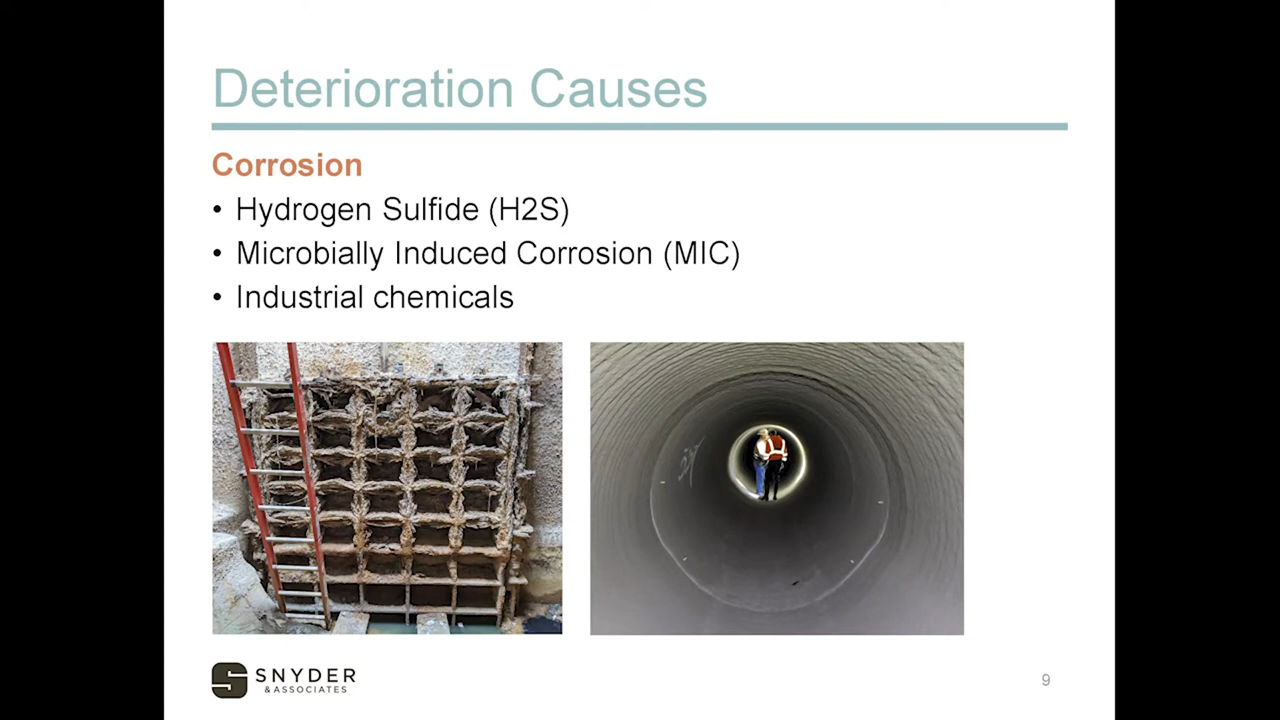 Deterioration Causes
Corrosion
• Hydrogen Sulfide (H2S)
• Microbially Induced Corrosion (MIC)
• Industrial chemicals
SNYDER
& ASSOCIATES
9